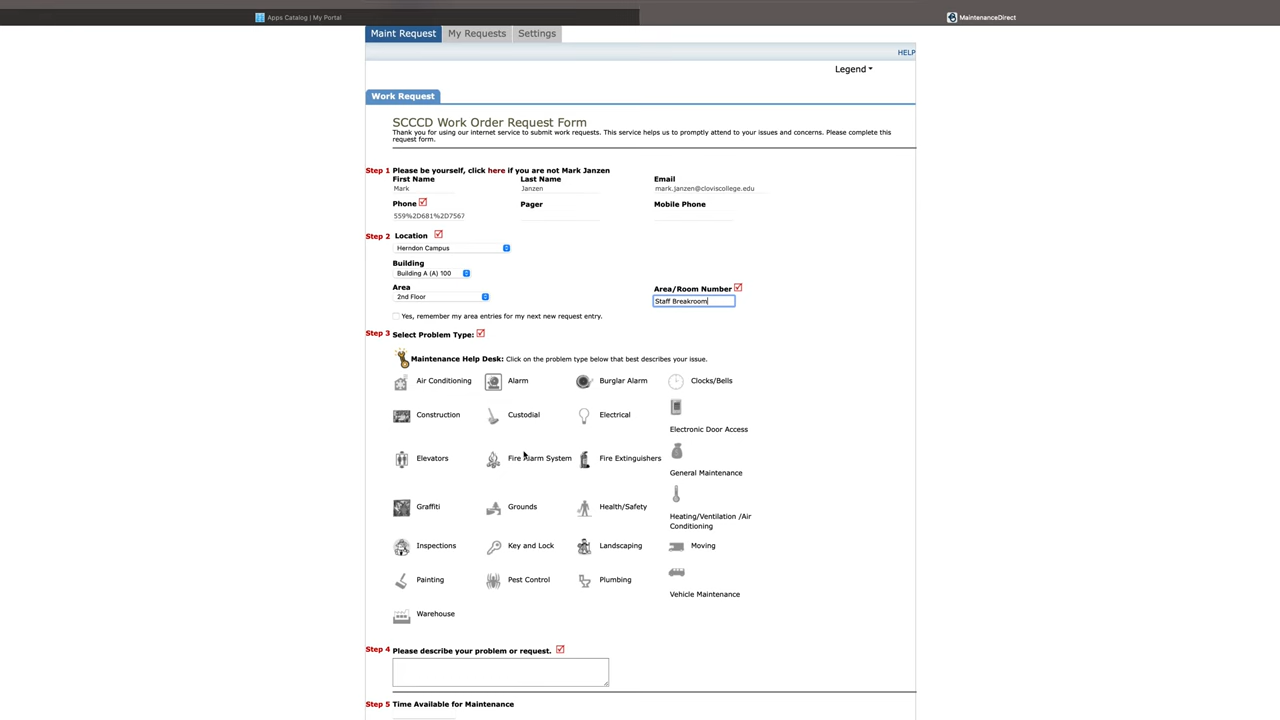 Apps Catalog | My Portal
MaintenanceDirect
Maint Request
My Requests
Settings
HELP
Legend
Work Request
SCCCD Work Order Request Form
Thank you for using our internet service to submit work requests. This service helps us to promptly attend to your issues and concerns. Please complete this
request form.
Step 1 Please be yourself, click here if you are not Mark Janzen
First Name
Last Name
Email
Mark
Janzen
mark.janzen@cloviscollege.edu
Phone
Pager
Mobile Phone
559%2D681%2D7567
Step 2 Location
Herndon Campus
Building
Building A (A) 100
Area
Area/Room Number
2nd Floor
Staff Breakroom
Yes, remember my area entries for my next new request entry.
Step 3 Select Problem Type:
Maintenance Help Desk: Click on the problem type below that best describes your issue.
Air Conditioning
Alarm
Burglar Alarm
Clocks/Bells
Construction
Custodial
Electrical
Electronic Door Access
Elevators
Fire Alarm System
Fire Extinguishers
General Maintenance
Graffiti
Grounds
Health/Safety
Heating/Ventilation /Air
Conditioning
Inspections
Key and Lock
Landscaping
Moving
Painting
Pest Control
Plumbing
Vehicle Maintenance
Warehouse
Step 4 Please describe your problem or request.
Step 5 Time Available for Maintenance